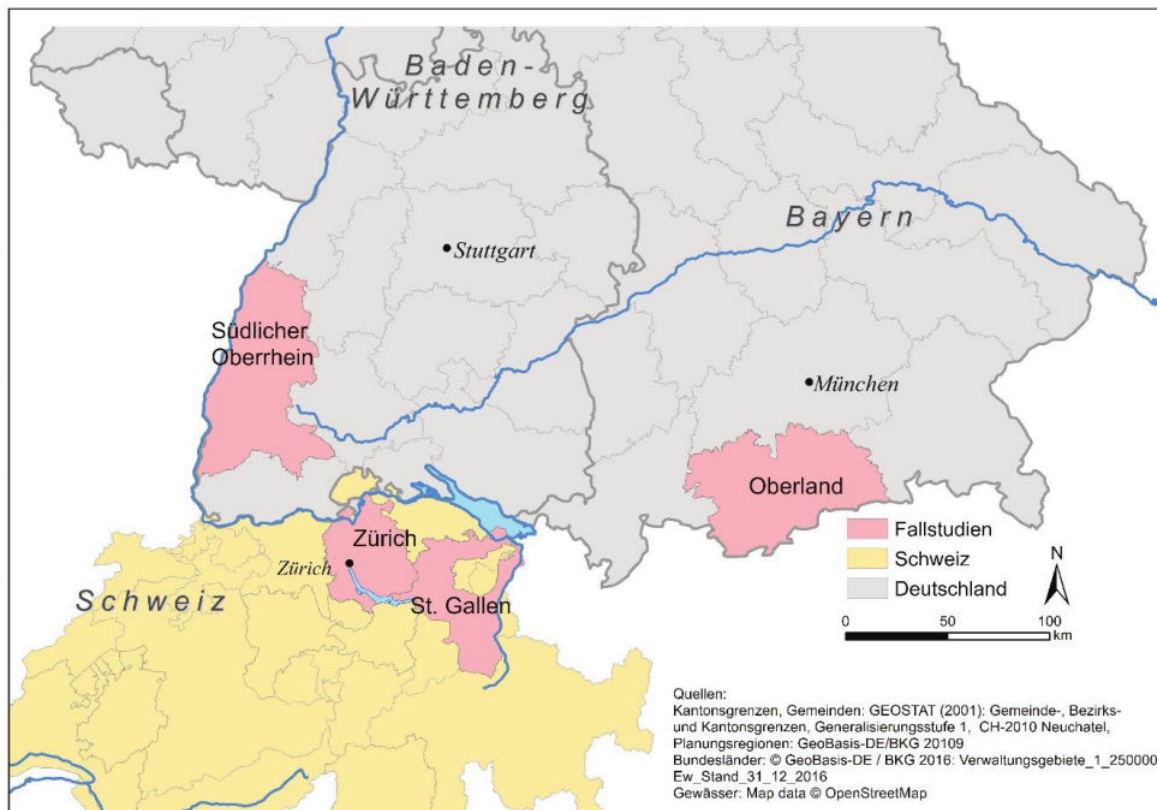 Baden-
Württemberg
Bayern
Stuttgart
Südlicher
Oberrhein
München
Oberland
Zürich
Zürich
St. Gallen
Schweiz
Fallstudien
Schweiz
Deutschland
N
0 50 100
km
Quellen:
Kantonsgrenzen, Gemeinden: GEOSTAT (2001): Gemeinde-, Bezirks-
und Kantonsgrenzen, Generalisierungsstufe 1, CH-2010 Neuchatel,
Planungsregionen: GeoBasis-DE/BKG 20109
Bundesländer: © GeoBasis-DE / BKG 2016: Verwaltungsgebiete_1_250000
Ew_Stand_31_12_2016
Gewässer: Map data © OpenStreetMap